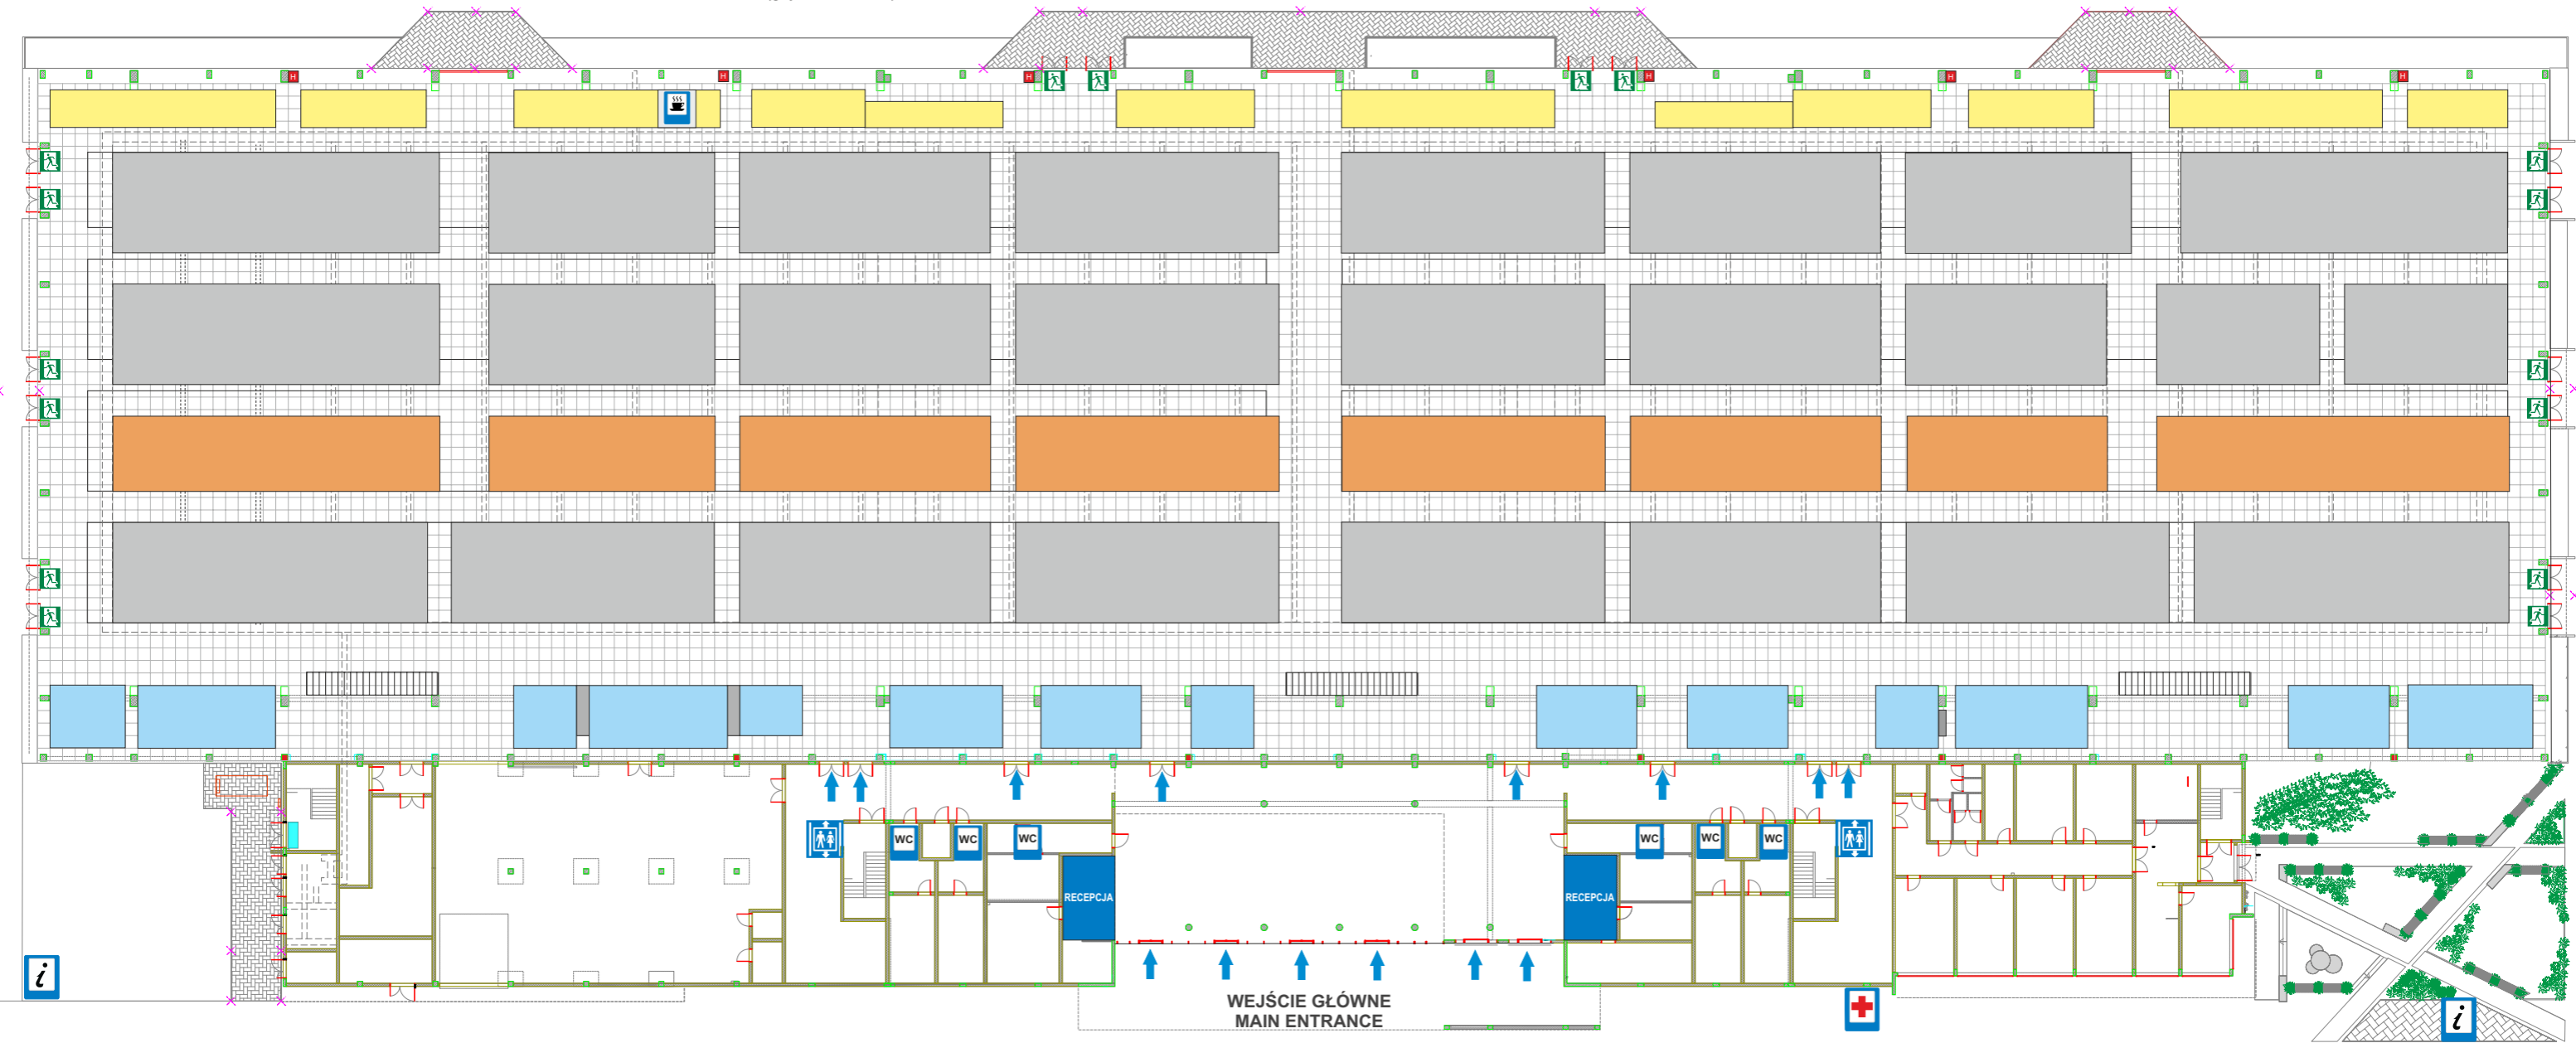 H H H H H H
WC WC WC WC WC WC
RECEPCJA RECEPCJA
i
WEJŚCIE GŁÓWNE
MAIN ENTRANCE
i